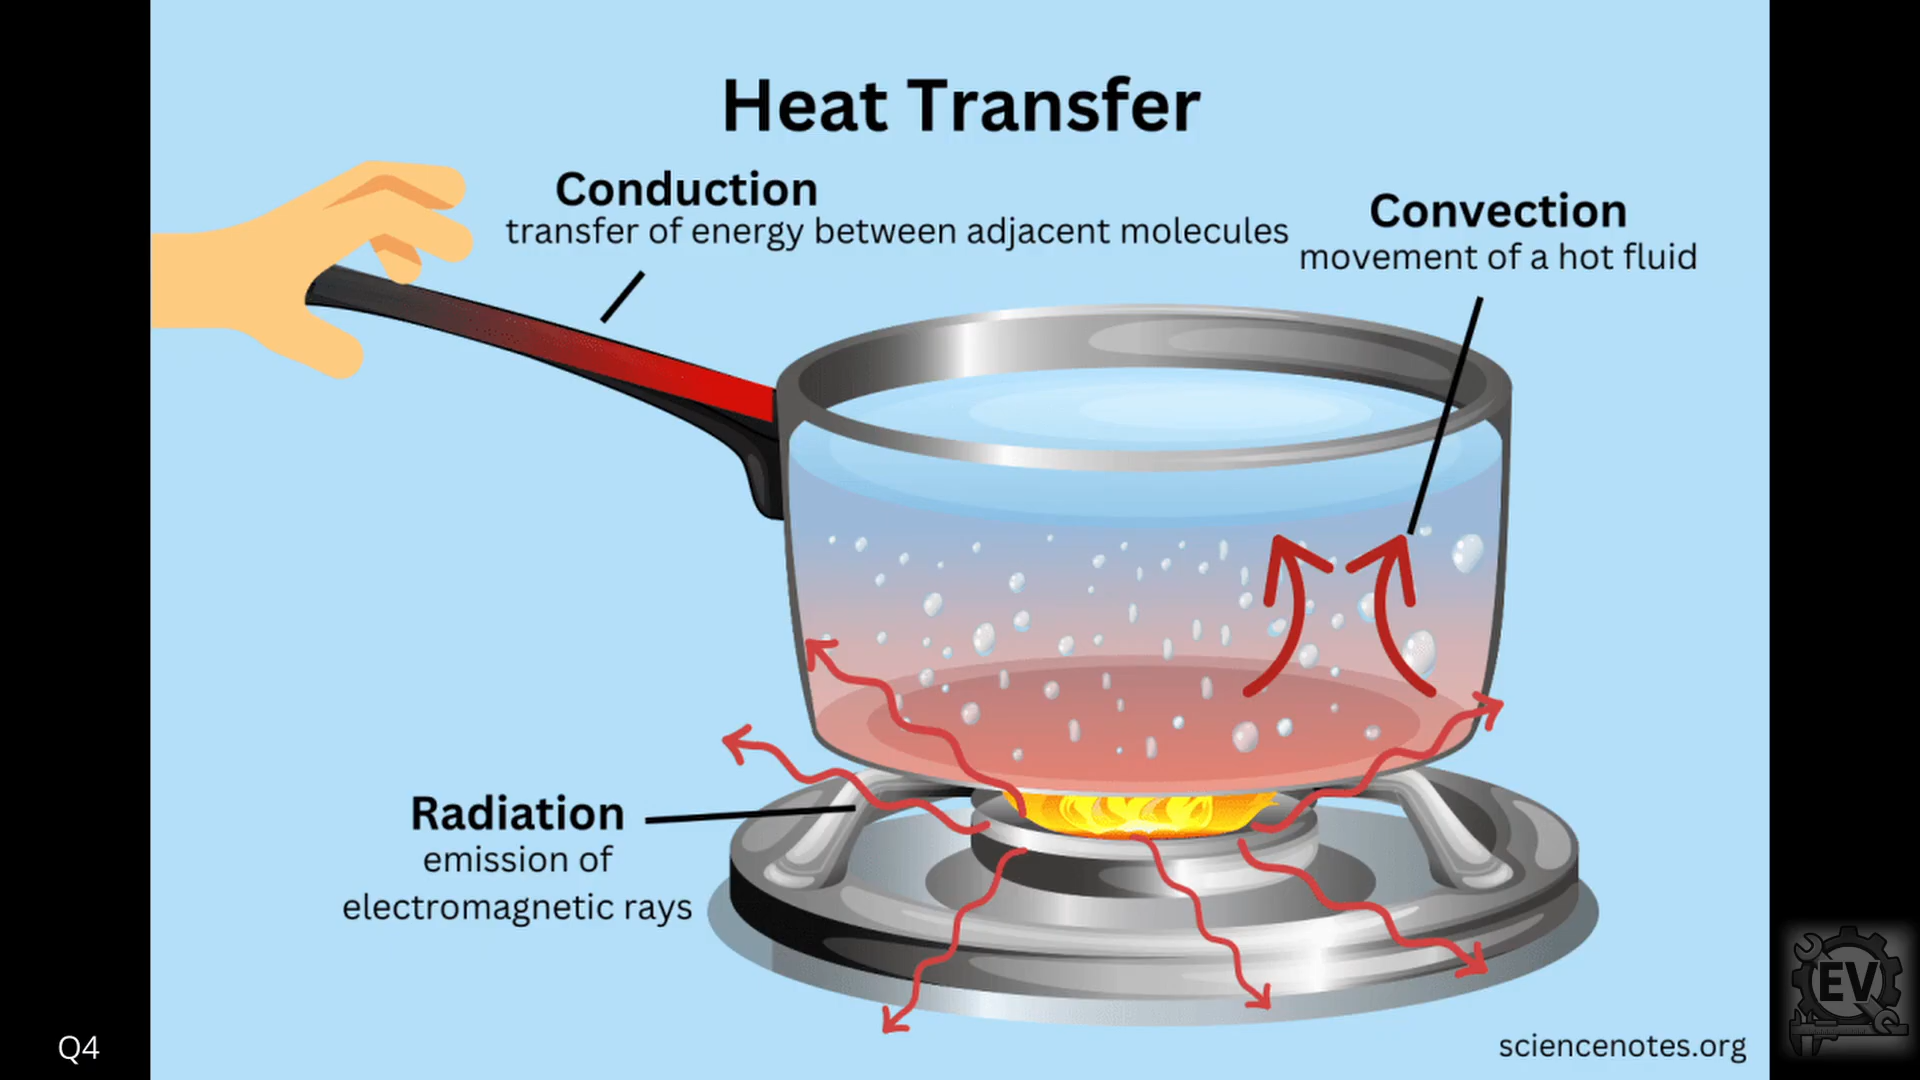 Heat Transfer
Conduction
transfer of energy between adjacent molecules
Convection
movement of a hot fluid
Radiation
emission of
electromagnetic rays
Q4
sciencenotes.org
EV